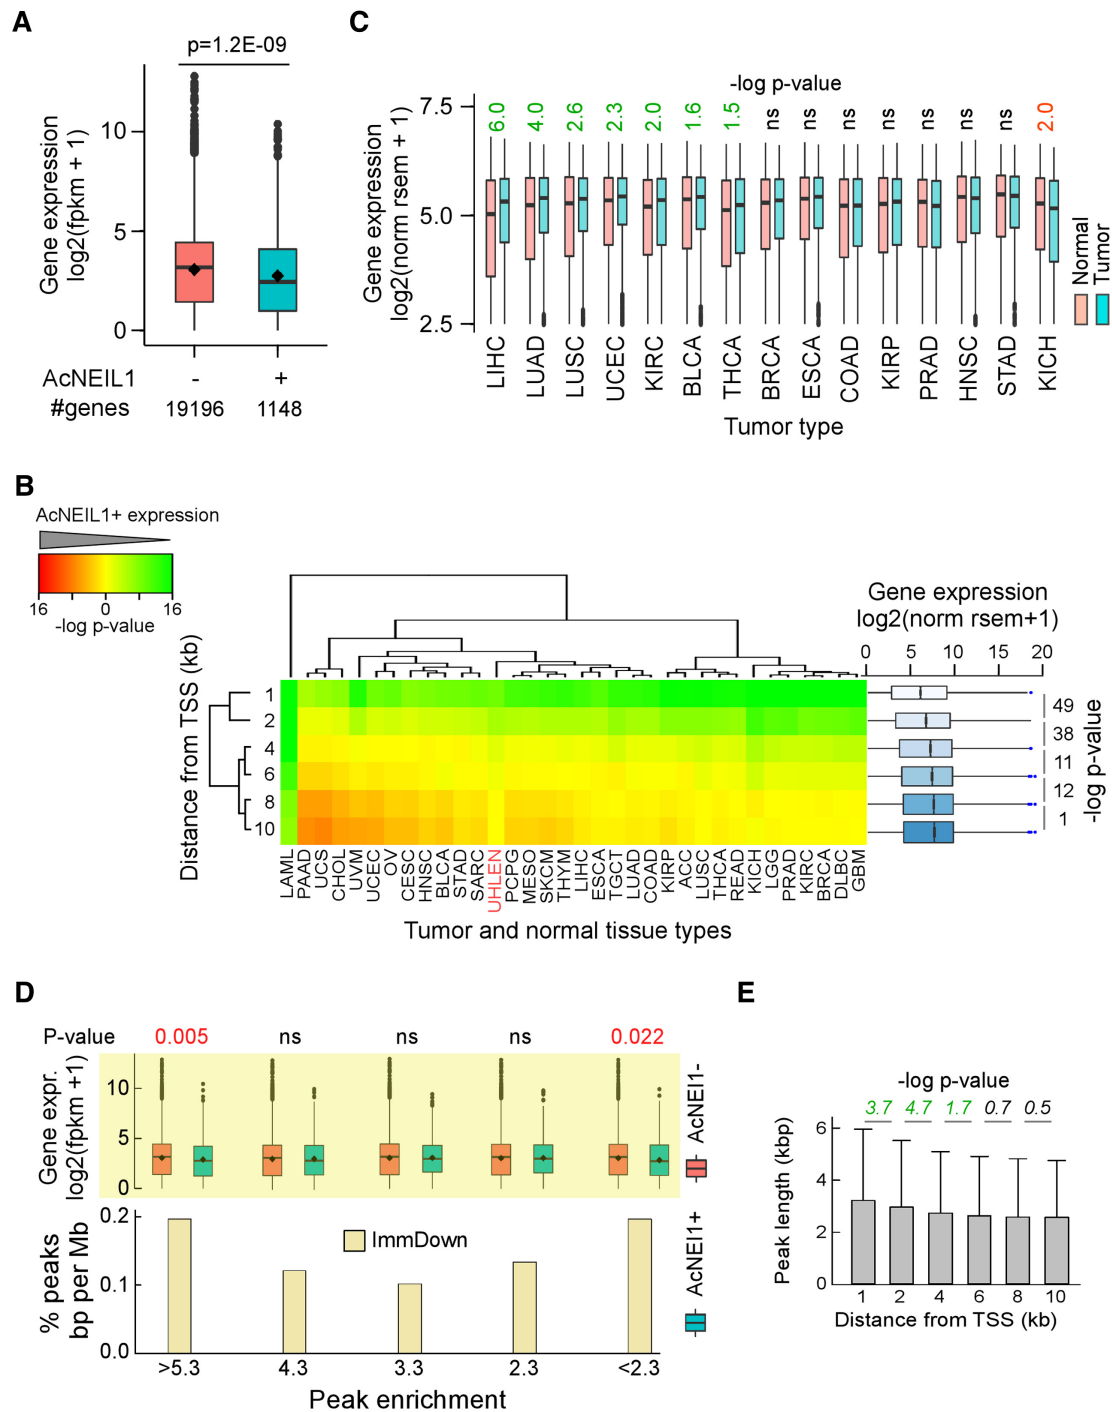 A
p=1.2E-09
Gene expression
log2(fpkm + 1)
10
5
0
AcNEIL1
-
+
#genes
19196
1148
C
-log p-value
Gene expression
log2(norm rsem + 1)
7.5
5.0
2.5
6.0
4.0
2.6
2.3
2.0
1.6
1.5
ns
ns
ns
ns
ns
ns
ns
2.0
LIHC
LUAD
LUSC
UCEC
KIRC
BLCA
THCA
BRCA
ESCA
COAD
KIRP
PRAD
HNSC
STAD
KICH
Tumor type
Normal
Tumor
B
AcNEIL1+ expression
16
0
16
-log p-value
Distance from TSS (kb)
1
2
4
6
8
10
LAML
PAAD
UCS
CHOL
UVM
UCEC
OV
CESC
HNSC
BLCA
STAD
SARC
UHLEN
PCPG
MESO
SKCM
THYM
LIHC
ESCA
TGCT
LUAD
COAD
KIRP
ACC
LUSC
THCA
READ
KICH
LGG
PRAD
KIRC
BRCA
DLBC
GBM
Tumor and normal tissue types
Gene expression
log2(norm rsem+1)
0
5
10
15
20
49
38
11
12
1
-log p-value
D
P-value
0.005
ns
ns
ns
0.022
Gene expr.
log2(fpkm +1)
10
5
0
AcNEI1-
AcNEI1+
% peaks
bp per Mb
0.2
0.1
0.0
ImmDown
>5.3
4.3
3.3
2.3
<2.3
Peak enrichment
E
-log p-value
3.7
4.7
1.7
0.7
0.5
Peak length (kbp)
6
4
2
0
1
2
4
6
8
10
Distance from TSS (kb)